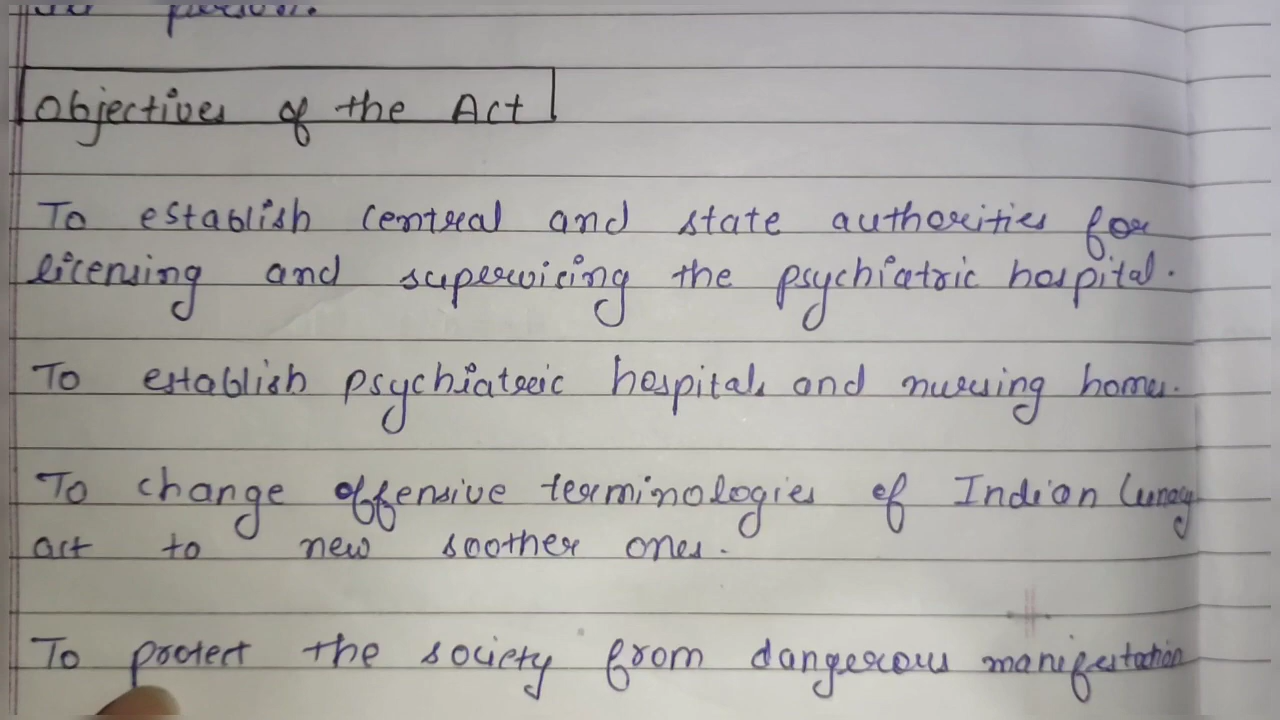 person.
Objectives of the Act
To establish Central and state authorities for
licensing and supervising the psychiatric hospital.
To establish psychiatric hospitals and nursing homes.
To change offensive terminologies of Indian Lunacy
act to new soother ones.
To protect the society from dangerous manifestation